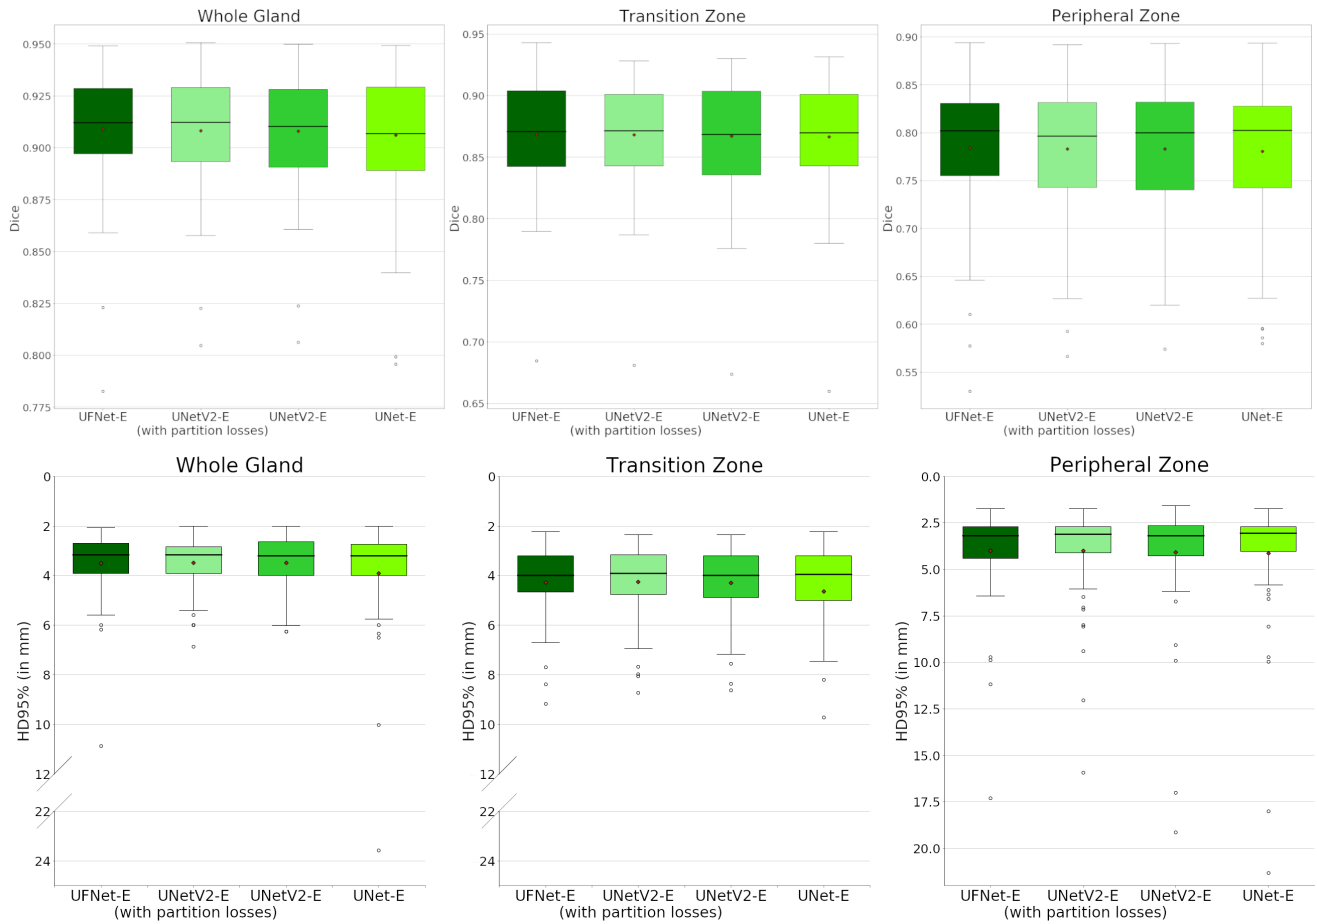 Whole Gland
Dice
0.950
0.925
0.900
0.875
0.850
0.825
0.800
0.775
UFNet-E UNetV2-E UNetV2-E UNet-E
(with partition losses)
Transition Zone
Dice
0.95
0.90
0.85
0.80
0.75
0.70
0.65
UFNet-E UNetV2-E UNetV2-E UNet-E
(with partition losses)
Peripheral Zone
0.90
0.85
0.80
0.75
0.70
0.65
0.60
0.55
UFNet-E UNetV2-E UNetV2-E UNet-E
(with partition losses)
Whole Gland
HD95% (in mm)
0
2
4
6
8
10
12
22
24
UFNet-E UNetV2-E UNetV2-E UNet-E
(with partition losses)
Transition Zone
HD95% (in mm)
0
2
4
6
8
10
12
22
24
UFNet-E UNetV2-E UNetV2-E UNet-E
(with partition losses)
Peripheral Zone
HD95% (in mm)
0.0
2.5
5.0
7.5
10.0
12.5
15.0
17.5
20.0
UFNet-E UNetV2-E UNetV2-E UNet-E
(with partition losses)